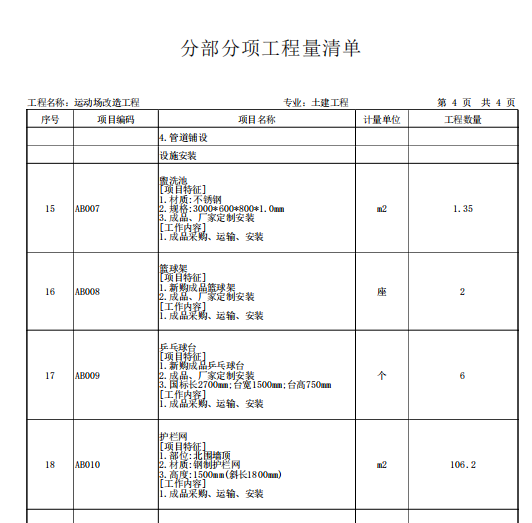 分部分项工程量清单
工程名称：运动场改造工程 专业：土建工程 第 4 页 共 4 页
序号 项目编码 项目名称 计量单位 工程数量
4.管道铺设
设施安装
盥洗池
[项目特征]
1.材质:不锈钢
15 AB007 2.规格:3000*600*800*1.0mm m2 1.35
3.成品、厂家定制安装
[工作内容]
1.成品采购、运输、安装
篮球架
[项目特征]
1.新购成品篮球架
16 AB008 2.成品、厂家定制安装 座 2
[工作内容]
1.成品采购、运输、安装
乒乓球台
[项目特征]
1.新购成品乒乓球台
17 AB009 2.成品、厂家定制安装 个 6
3.国标长2700mm;台宽1500mm;台高750mm
[工作内容]
1.成品采购、运输、安装
护栏网
[项目特征]
1.部位:北围墙顶
18 AB010 2.材质:钢制护栏网 m2 106.2
3.高度:1500mm(斜长1800mm)
[工作内容]
1.成品采购、运输、安装